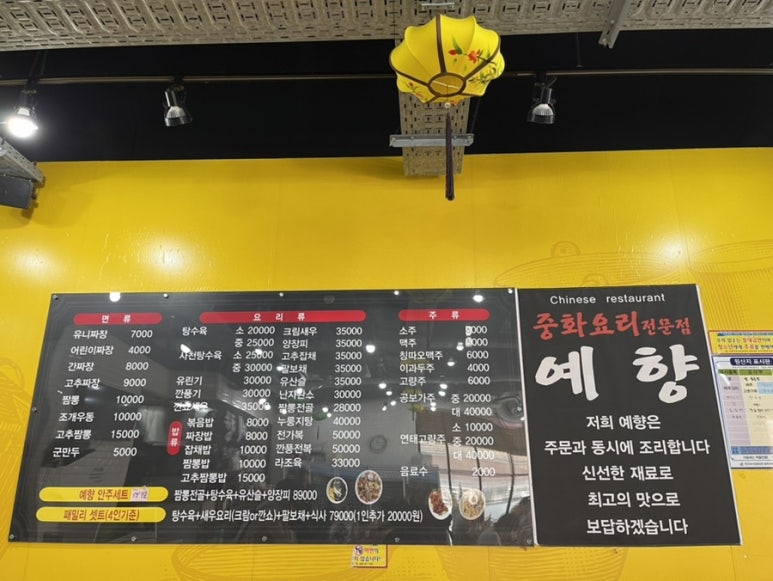 면 류
유니짜장 7000
어린이짜장 4000
간짜장 8000
고추짜장 9000
짬뽕 10000
조개우동 10000
고추짬뽕 15000
군만두 5000
요 리 류
탕수육 소 20000
중 25000
사천탕수육 소 25000
중 30000
유린기 30000
깐풍기 30000
깐쇼새우 35000
밥류
볶음밥 8000
짜장밥 8000
잡채밥 10000
짬뽕밥 10000
고추짬뽕밥 15000
크림새우 35000
양장피 35000
고추잡채 35000
팔보채 35000
유산슬 35000
난자완스 30000
짬뽕전골 28000
누룽지탕 40000
전가복 50000
깐풍전복 50000
라조육 33000
주 류
소주
맥주
칭따오맥주 6000
이과두주 4000
고량주 6000
공보가주 중 20000
대 40000
소 10000
연태고량주 중 20000
대 40000
음료수 2000
예향 안주세트 짬뽕전골+탕수육+유산슬+양장피 89000
패밀리 셋트(4인기준) 탕수육+새우요리(크림or깐쇼)+팔보채+식사 79000(1인추가 20000원)
Chinese restaurant
중화요리전문점
예 향
저희 예향은
주문과 동시에 조리합니다
신선한 재료로
최고의 맛으로
보답하겠습니다
원산지 표시판